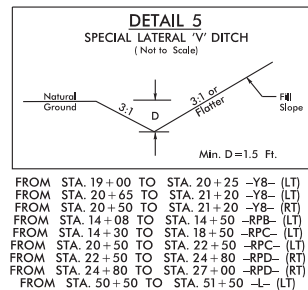 DETAIL 5
SPECIAL LATERAL 'V' DITCH
( Not to Scale)
Natural
Ground
3:1
D
3:1 or
Flatter
Fill
Slope
Min. D=1.5 Ft.
FROM STA. 19+00 TO STA. 20+25 -Y8- (LT)
FROM STA. 20+65 TO STA. 21+20 -Y8- (LT)
FROM STA. 20+50 TO STA. 21+20 -Y8- (RT)
FROM STA. 14+08 TO STA. 14+50 -RPB- (LT)
FROM STA. 14+30 TO STA. 18+50 -RPC- (LT)
FROM STA. 20+50 TO STA. 22+50 -RPC- (LT)
FROM STA. 22+50 TO STA. 24+80 -RPD- (RT)
FROM STA. 24+80 TO STA. 27+00 -RPD- (RT)
FROM STA. 50+50 TO STA. 51+50 -L- (LT)